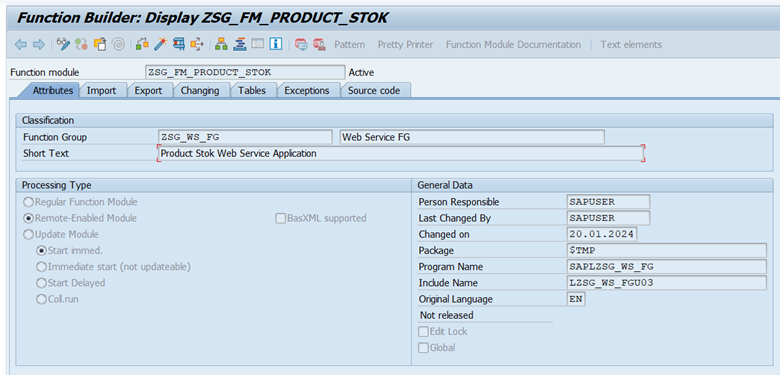 Function Builder: Display ZSG_FM_PRODUCT_STOK
Pattern Pretty Printer Function Module Documentation Text elements
Function module ZSG_FM_PRODUCT_STOK Active
Attributes Import Export Changing Tables Exceptions Source code
Classification
Function Group ZSG_WS_FG Web Service FG
Short Text Product Stok Web Service Application
Processing Type
Regular Function Module
Remote-Enabled Module BasXML supported
Update Module
Start immed.
Immediate start (not updateable)
Start Delayed
Coll.run
General Data
Person Responsible SAPUSER
Last Changed By SAPUSER
Changed on 20.01.2024
Package $TMP
Program Name SAPLZSG_WS_FG
Include Name LZSG_WS_FGU03
Original Language EN
Not released
Edit Lock
Global